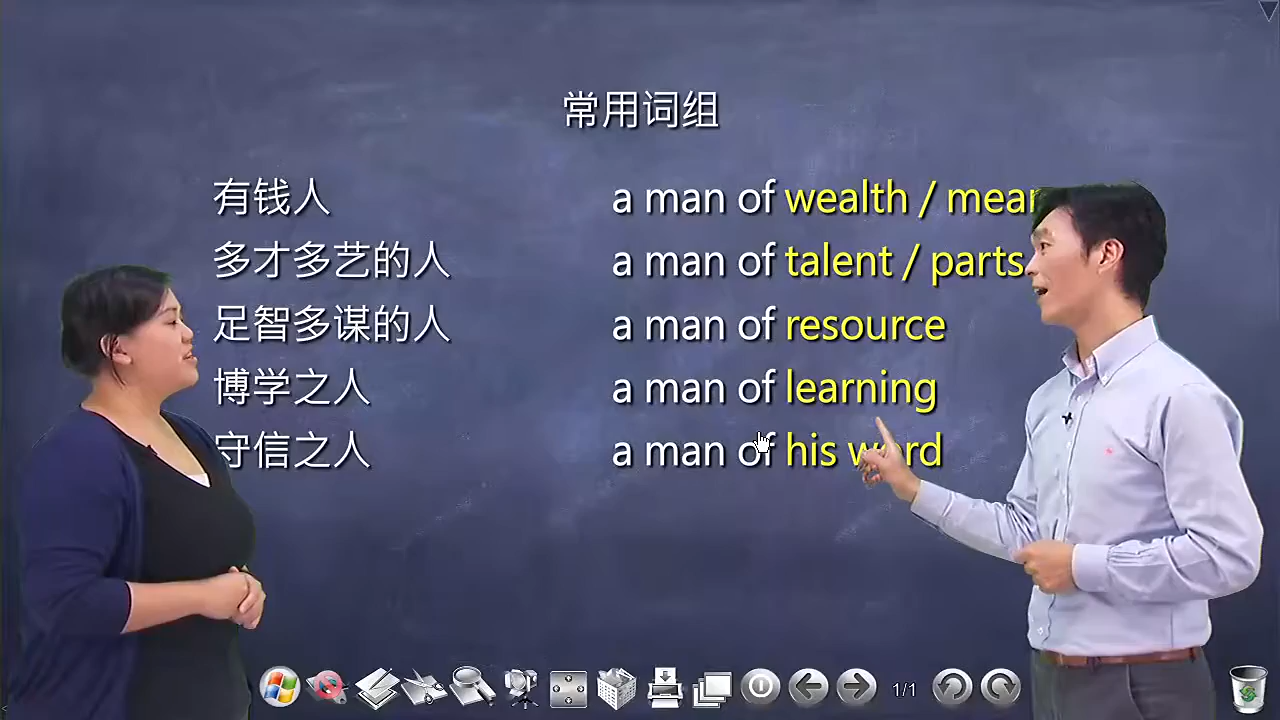 常用词组
有钱人 a man of wealth /
多才多艺的人 a man of talent / parts
足智多谋的人 a man of resource
博学之人 a man of learning
守信之人 a man of his word
1/1